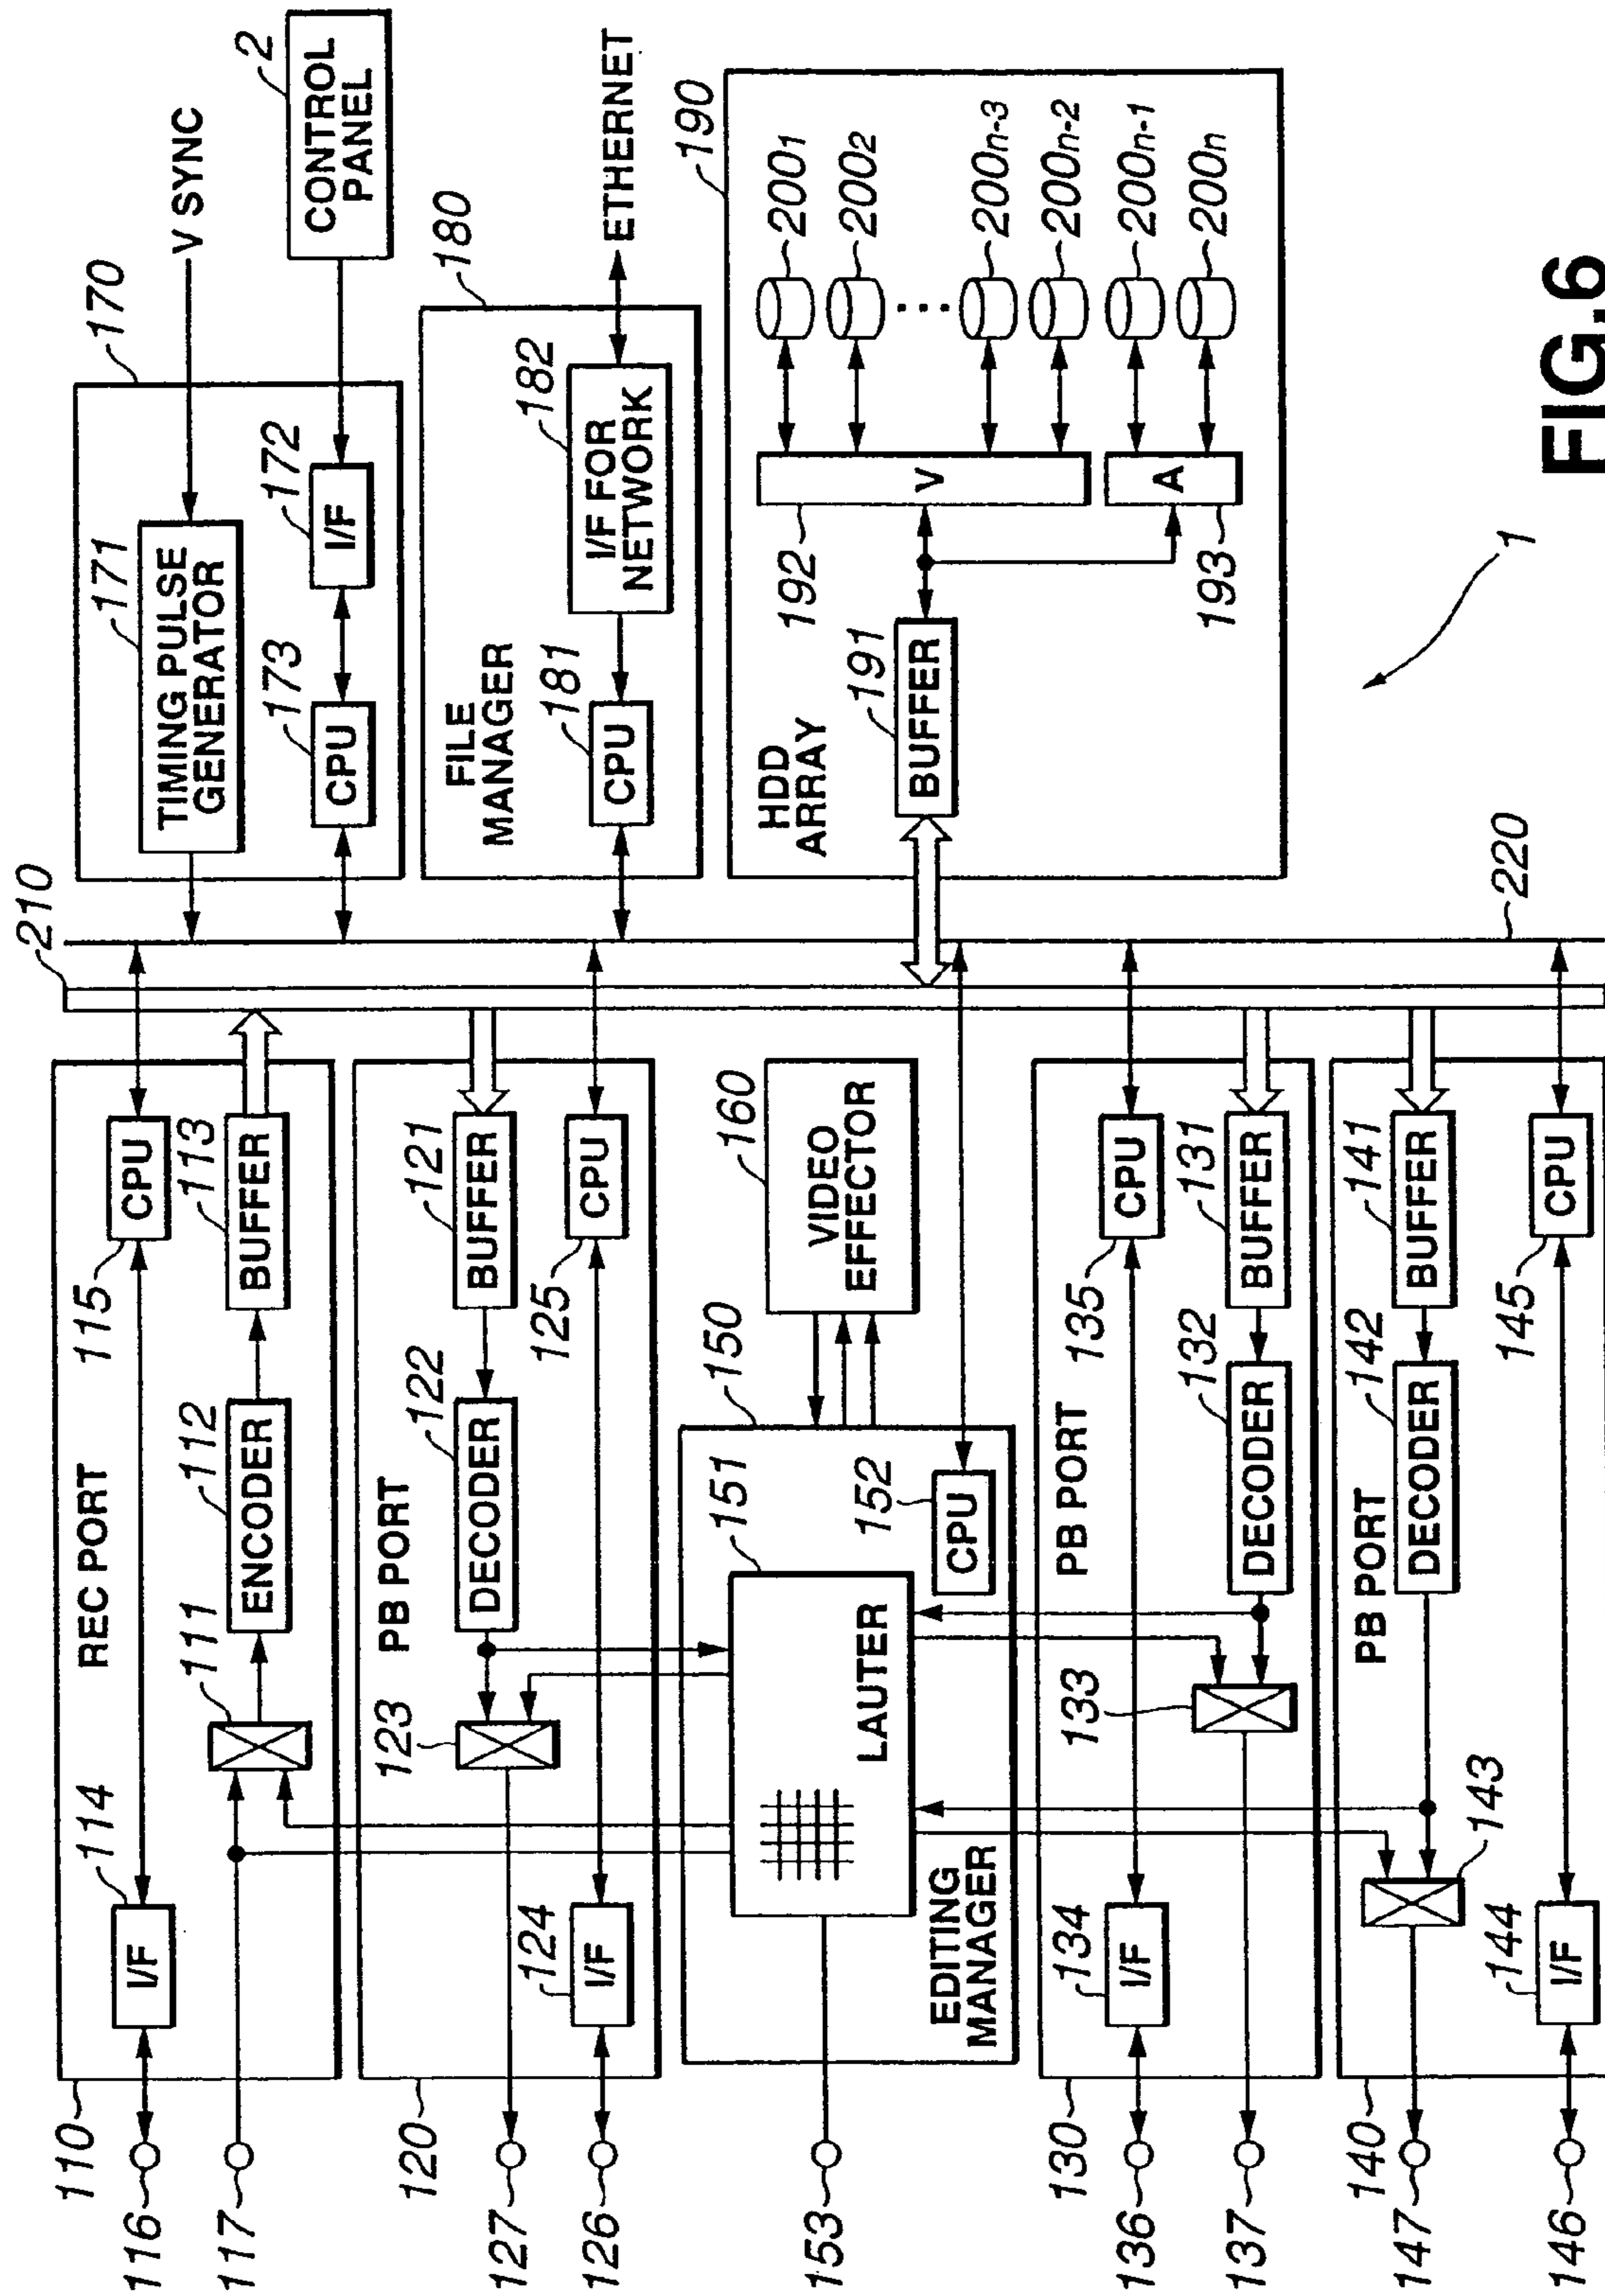 110
116
117
I/F
114
REC PORT
111
ENCODER
112
115
CPU
113
BUFFER
120
127
126
I/F
124
123
PB PORT
DECODER
122
125
BUFFER
121
CPU
153
EDITING
MANAGER
LAUTER
151
152
CPU
150
VIDEO
EFFECTOR
160
130
136
137
I/F
134
133
PB PORT
DECODER
132
135
CPU
BUFFER
131
140
147
146
I/F
144
143
PB PORT
DECODER
142
145
BUFFER
141
CPU
210
220
170
TIMING PULSE
GENERATOR
171
V SYNC
CPU
173
I/F
172
CONTROL
PANEL
2
180
FILE
MANAGER
CPU
181
I/F FOR
NETWORK
182
ETHERNET
190
HDD
ARRAY
BUFFER
191
192
V
193
A
200₁
200₂
...
200n-3
200n-2
200n-1
200n
1
FIG.6